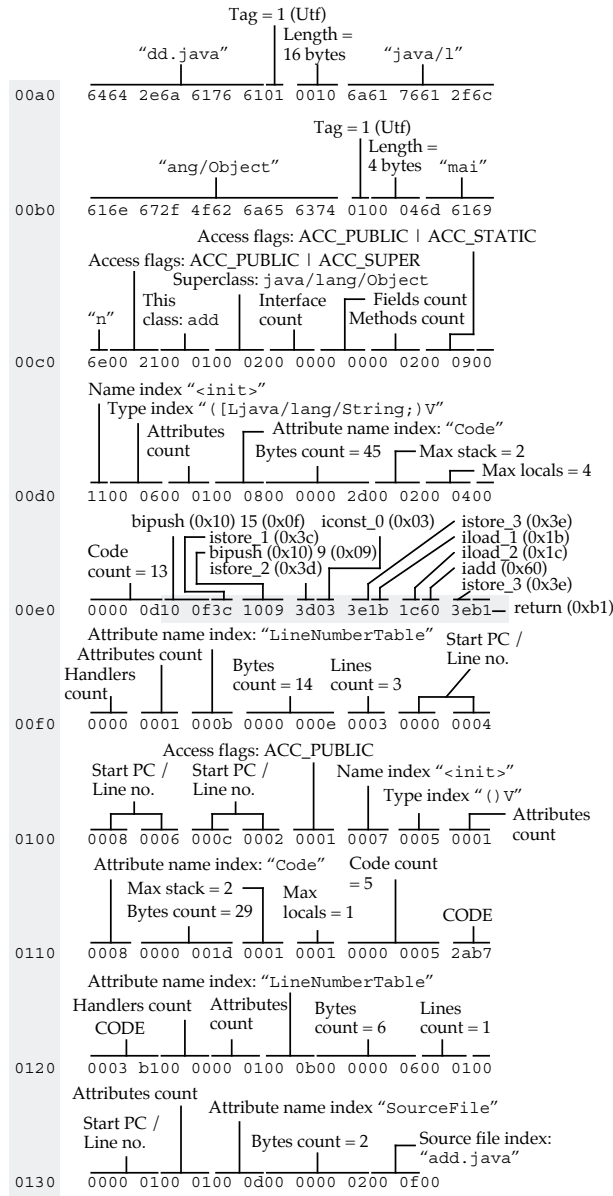 Tag = 1 (Utf)
Length =
"dd.java" 16 bytes "java/l"
00a0 6464 2e6a 6176 6101 0010 6a61 7661 2f6c
Tag = 1 (Utf)
Length =
"ang/Object" 4 bytes "mai"
00b0 616e 672f 4f62 6a65 6374 0100 046d 6169
Access flags: ACC_PUBLIC | ACC_STATIC
Access flags: ACC_PUBLIC | ACC_SUPER
Superclass: java/lang/Object
This Interface Fields count
"n" class: add count Methods count
00c0 6e00 2100 0100 0200 0000 0000 0200 0900
Name index "<init>"
Type index "([Ljava/lang/String;)V"
Attributes Attribute name index: "Code"
count Bytes count = 45 Max stack = 2
Max locals = 4
00d0 1100 0600 0100 0800 0000 2d00 0200 0400
bipush (0x10) 15 (0x0f) iconst_0 (0x03) istore_3 (0x3e)
istore_1 (0x3c) iload_1 (0x1b)
Code bipush (0x10) 9 (0x09) iload_2 (0x1c)
count = 13 istore_2 (0x3d) iadd (0x60)
istore_3 (0x3e)
00e0 0000 0d10 0f3c 1009 3d03 3e1b 1c60 3eb1 return (0xb1)
Attribute name index: "LineNumberTable"
Attributes count Start PC /
Handlers Bytes Lines Line no.
count count = 14 count = 3
00f0 0000 0001 000b 0000 000e 0003 0000 0004
Access flags: ACC_PUBLIC
Start PC / Start PC / Name index "<init>"
Line no. Line no. Type index "()V"
Attributes
count
0100 0008 0006 000c 0002 0001 0007 0005 0001
Attribute name index: "Code" Code count
Max stack = 2 Max = 5
Bytes count = 29 locals = 1 CODE
0110 0008 0000 001d 0001 0001 0000 0005 2ab7
Attribute name index: "LineNumberTable"
Handlers count Attributes Bytes Lines
CODE count count = 6 count = 1
0120 0003 b100 0000 0100 0b00 0000 0600 0100
Attributes count
Attribute name index "SourceFile"
Start PC / Source file index:
Line no. Bytes count = 2 "add.java"
0130 0000 0100 0100 0d00 0000 0200 0f00